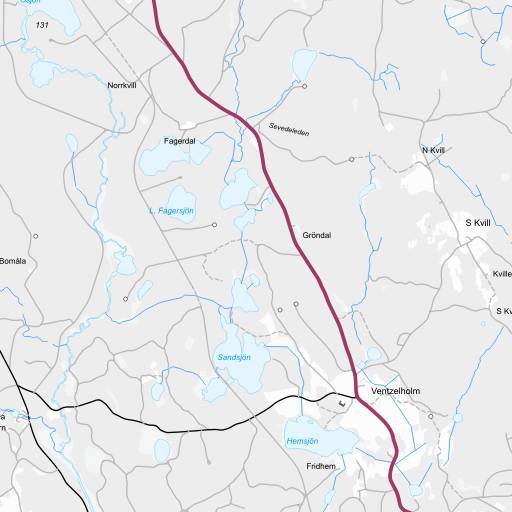 131
Norrkvill
Sevedeleden
Fagerdal
N Kvill
L. Fagersjön
S Kvill
Gröndal
Bomåla
Kville
Sandsjön
Ventzelholm
Hemsjön
Fridhem